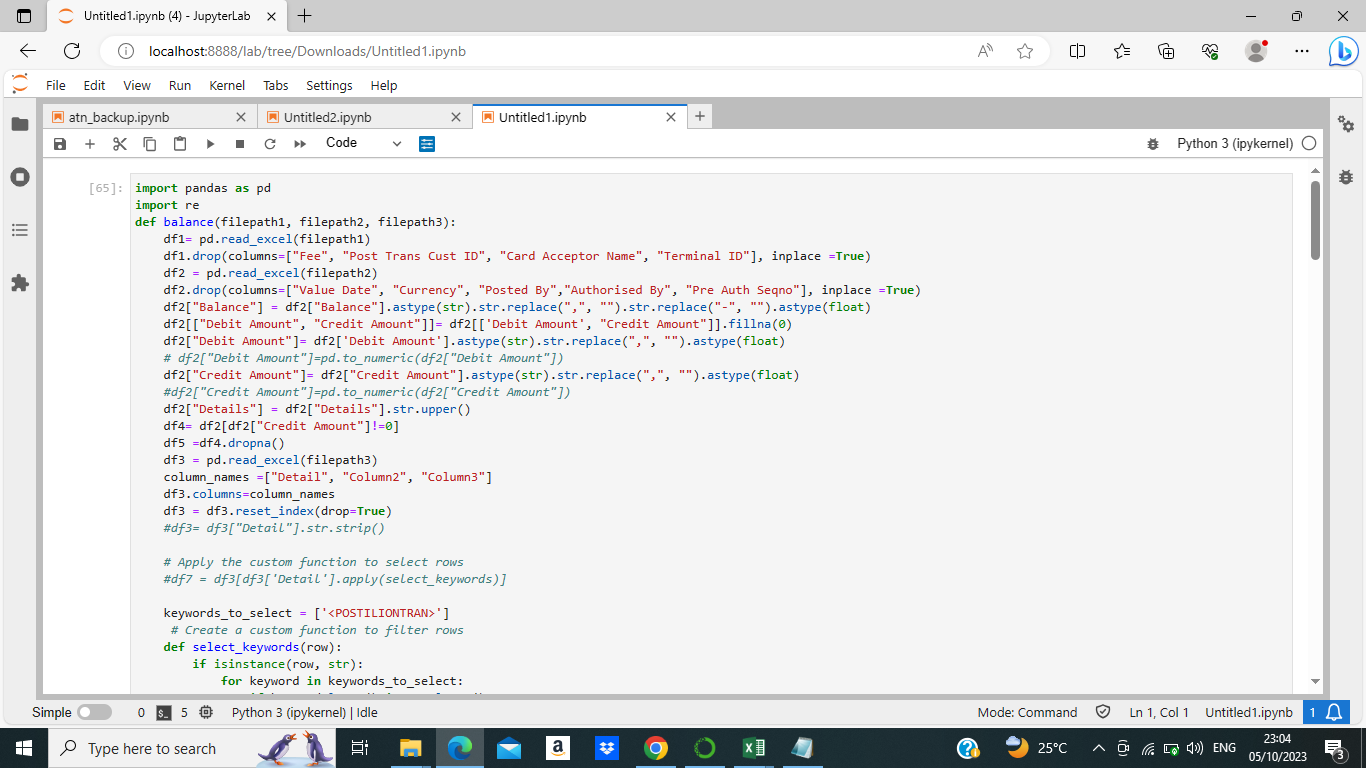 Untitled1.ipynb (4) - JupyterLab
localhost:8888/lab/tree/Downloads/Untitled1.ipynb
File Edit View Run Kernel Tabs Settings Help
atn_backup.ipynb Untitled2.ipynb Untitled1.ipynb
Code Python 3 (ipykernel)
[65]: import pandas as pd
import re
def balance(filepath1, filepath2, filepath3):
df1= pd.read_excel(filepath1)
df1.drop(columns=["Fee", "Post Trans Cust ID", "Card Acceptor Name", "Terminal ID"], inplace =True)
df2 = pd.read_excel(filepath2)
df2.drop(columns=["Value Date", "Currency", "Posted By","Authorised By", "Pre Auth Seqno"], inplace =True)
df2["Balance"] = df2["Balance"].astype(str).str.replace(",", "").str.replace("-", "").astype(float)
df2[["Debit Amount", "Credit Amount"]]= df2[['Debit Amount', "Credit Amount"]].fillna(0)
df2["Debit Amount"]= df2['Debit Amount'].astype(str).str.replace(",", "").astype(float)
# df2["Debit Amount"]=pd.to_numeric(df2["Debit Amount"])
df2["Credit Amount"]= df2["Credit Amount"].astype(str).str.replace(",", "").astype(float)
#df2["Credit Amount"]=pd.to_numeric(df2["Credit Amount"])
df2["Details"] = df2["Details"].str.upper()
df4= df2[df2["Credit Amount"]!=0]
df5 =df4.dropna()
df3 = pd.read_excel(filepath3)
column_names =["Detail", "Column2", "Column3"]
df3.columns=column_names
df3 = df3.reset_index(drop=True)
#df3= df3["Detail"].str.strip()
# Apply the custom function to select rows
#df7 = df3[df3['Detail'].apply(select_keywords)]
keywords_to_select = ['<POSTILIONTRAN>']
# Create a custom function to filter rows
def select_keywords(row):
if isinstance(row, str):
for keyword in keywords_to_select:
Simple 0 5 Python 3 (ipykernel) | Idle Mode: Command Ln 1, Col 1 Untitled1.ipynb 1
Type here to search 25°C ENG 23:04
05/10/2023 3